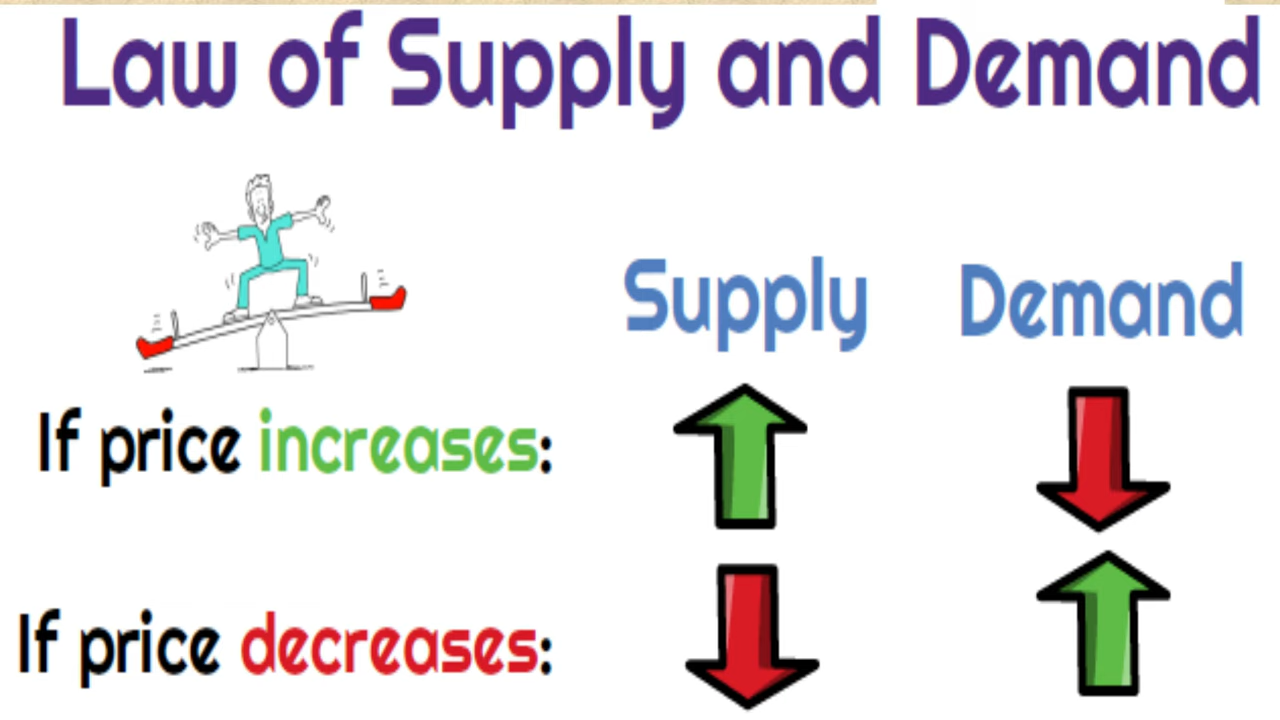 Law of Supply and Demand
Supply Demand
If price increases:
If price decreases: